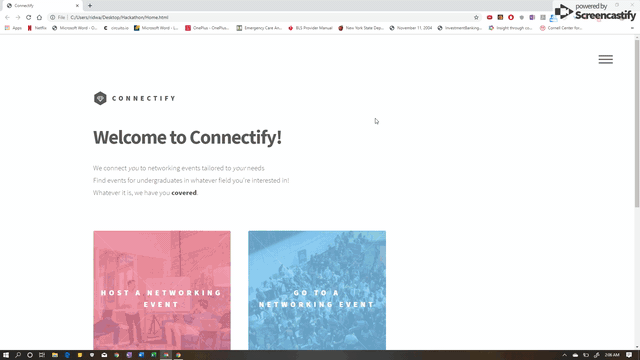 Connectify
File | C:/Users/ridwa/Desktop/Hackathon/Home.html
powered by
Screencastify
Apps
Netflix
Microsoft Word - G...
circuito.io
Microsoft Word - C...
OnePlus - OnePlus...
Emergency Care An...
BLS Provider Manual
New York State Dep...
November 11, 2004
InvestmentBanking...
Insight through co...
Comet Center for...
CONNECTIFY
Welcome to Connectify!
We connect you to networking events tailored to your needs
Find events for undergraduates in whatever field you're interested in!
Whatever it is, we have you covered.
HOST A NETWORKING
EVENT
GO TO A
NETWORKING EVENT
2:06 AM